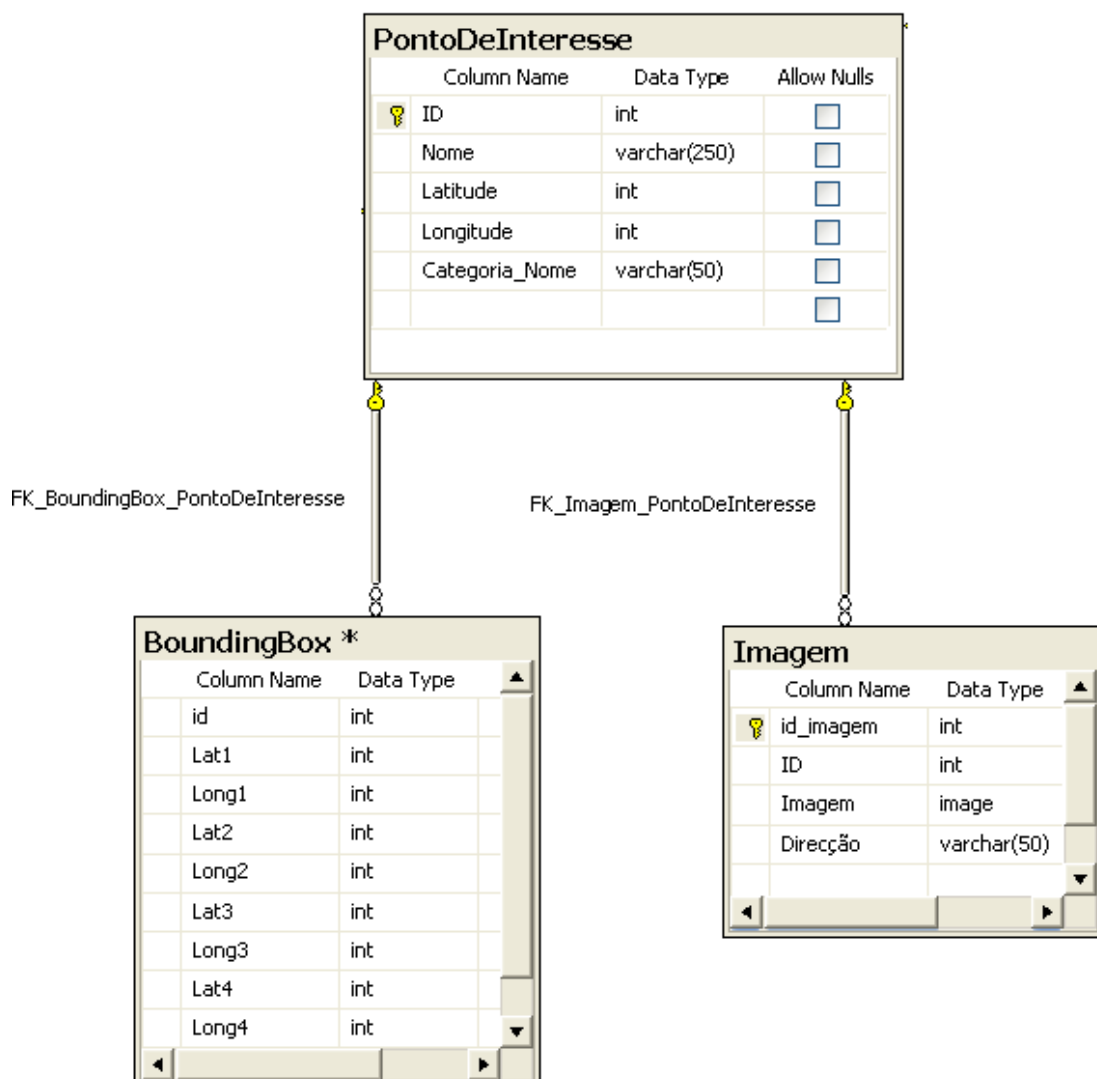 PontoDeInteresse
Column Name Data Type Allow Nulls
ID int
Nome varchar(250)
Latitude int
Longitude int
Categoria_Nome varchar(50)
FK_BoundingBox_PontoDeInteresse
FK_Imagem_PontoDeInteresse
BoundingBox *
Column Name Data Type
id int
Lat1 int
Long1 int
Lat2 int
Long2 int
Lat3 int
Long3 int
Lat4 int
Long4 int
Imagem
Column Name Data Type
id_imagem int
ID int
Imagem image
Direcção varchar(50)